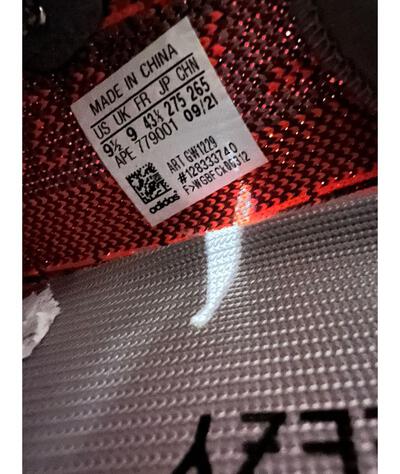 MADE IN CHINA
US UK FR JP CHN
9½ 9 43⅓ 275 265
APE 779001 09/21
ART GW1229
#128333740
adidas